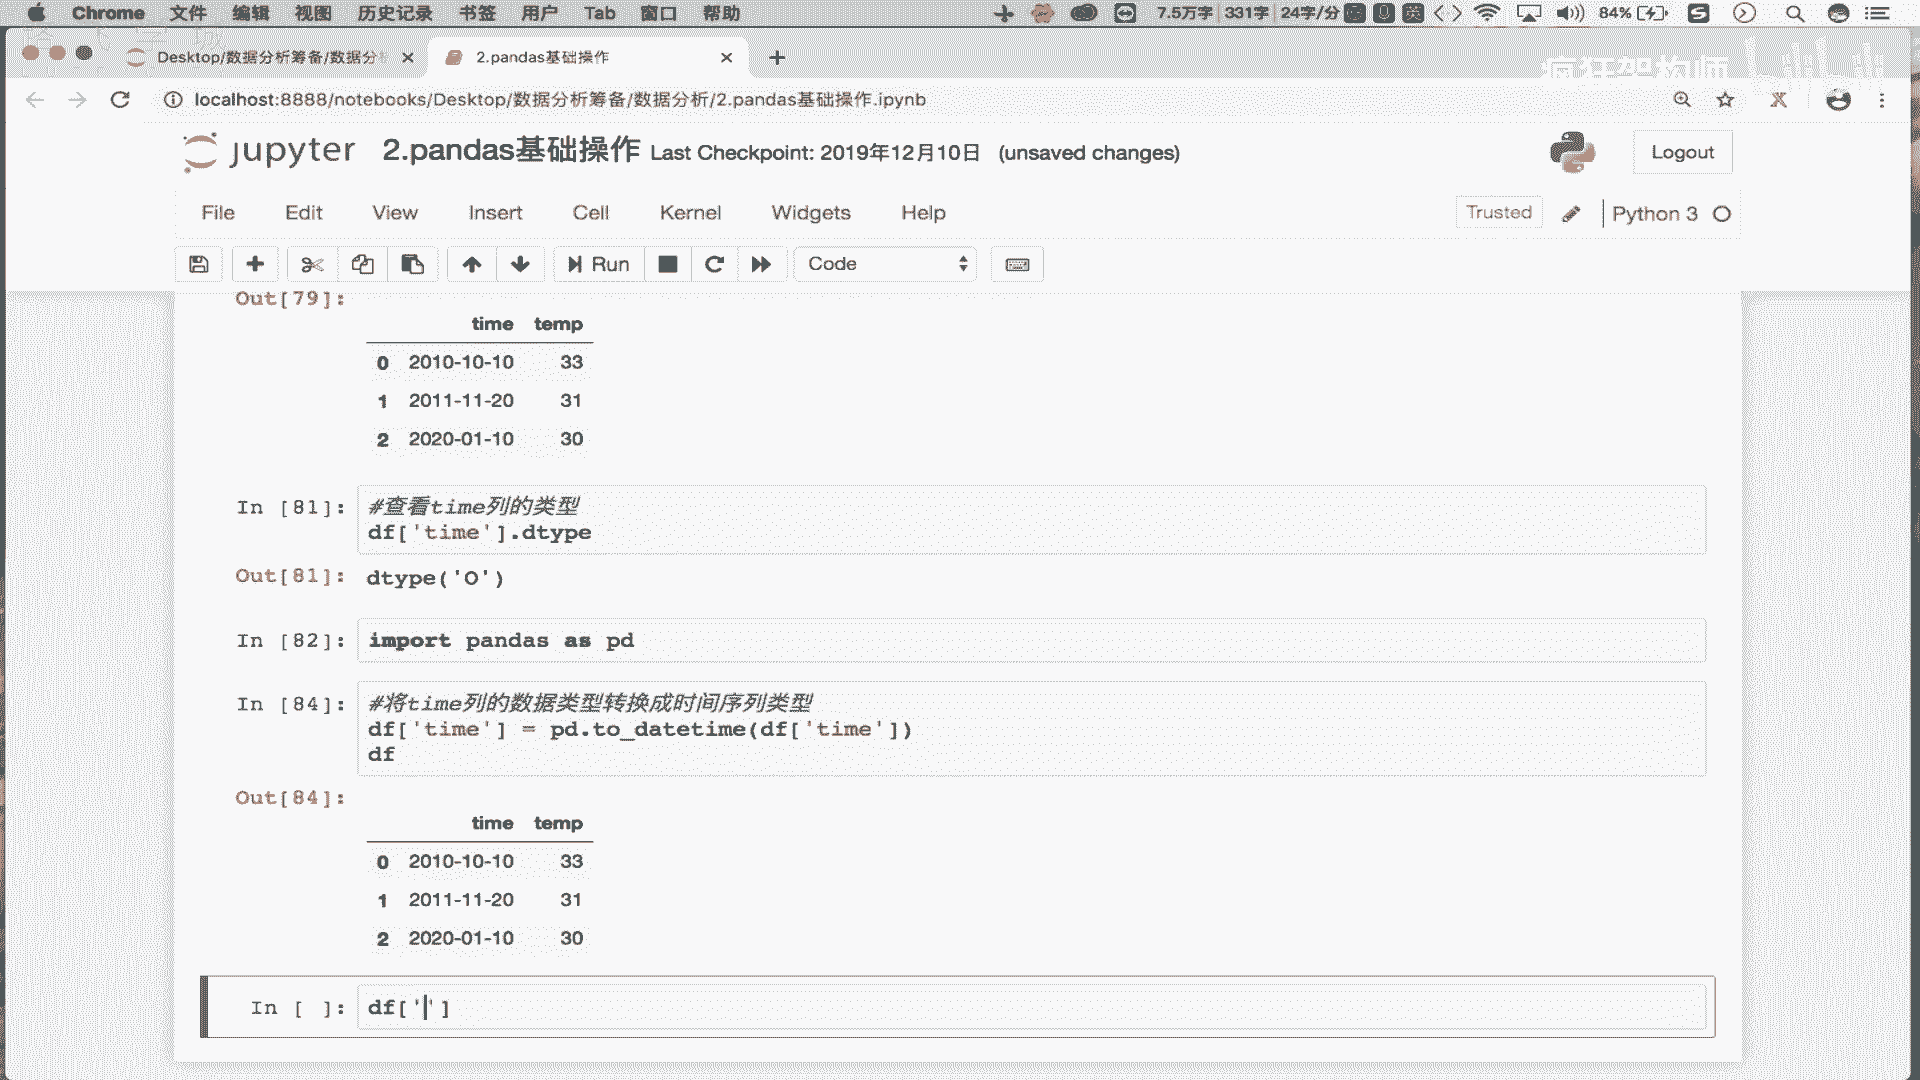 Chrome 文件 编辑 视图 历史记录 书签 用户 Tab 窗口 帮助 7.5万字 331字 24字/分 英 84%
Desktop/数据分析筹备/数据分析 2.pandas基础操作
疯狂架构师 bilibili
localhost:8888/notebooks/Desktop/数据分析筹备/数据分析/2.pandas基础操作.ipynb
jupyter 2.pandas基础操作 Last Checkpoint: 2019年12月10日 (unsaved changes) Logout
File Edit View Insert Cell Kernel Widgets Help Trusted Python 3
Run Code
Out[79]:
time temp
0 2010-10-10 33
1 2011-11-20 31
2 2020-01-10 30
In [81]: #查看time列的类型
df['time'].dtype
Out[81]: dtype('O')
In [82]: import pandas as pd
In [84]: #将time列的数据类型转换成时间序列类型
df['time'] = pd.to_datetime(df['time'])
df
Out[84]:
time temp
0 2010-10-10 33
1 2011-11-20 31
2 2020-01-10 30
In [ ]: df['']